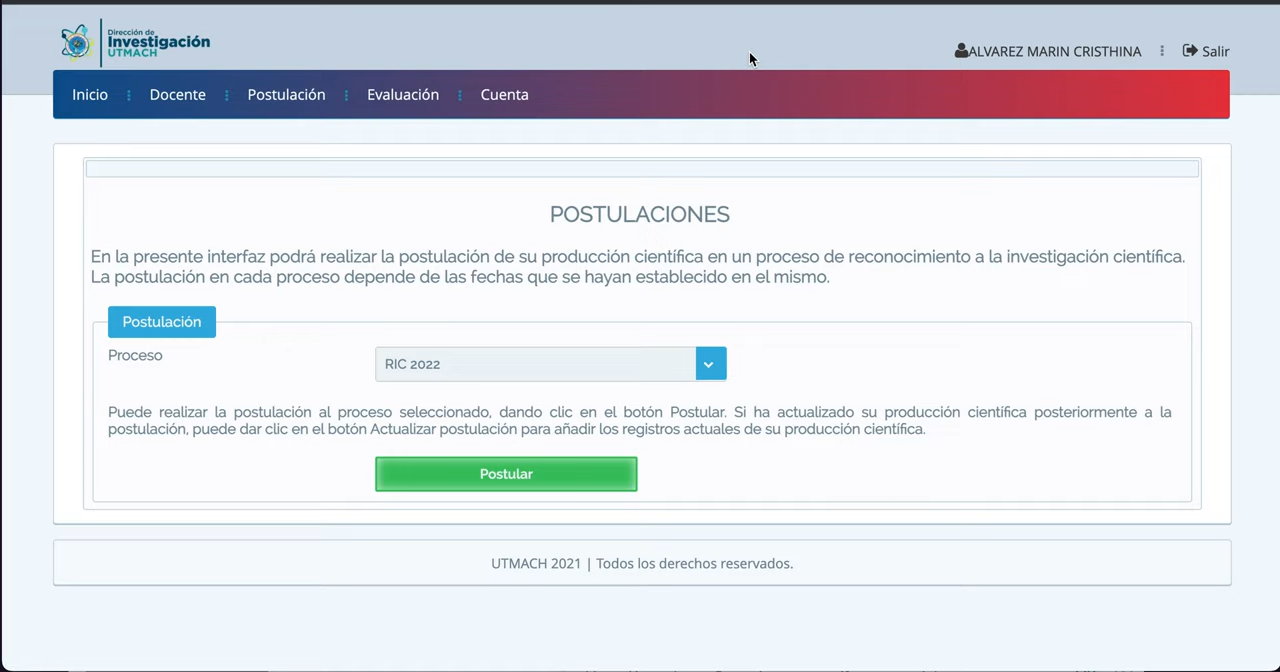 Dirección de
Investigación
UTMACH
ALVAREZ MARIN CRISTHINA
Salir
Inicio
Docente
Postulación
Evaluación
Cuenta
POSTULACIONES
En la presente interfaz podrá realizar la postulación de su producción científica en un proceso de reconocimiento a la investigación científica.
La postulación en cada proceso depende de las fechas que se hayan establecido en el mismo.
Postulación
Proceso
RIC 2022
Puede realizar la postulación al proceso seleccionado, dando clic en el botón Postular. Si ha actualizado su producción científica posteriormente a la
postulación, puede dar clic en el botón Actualizar postulación para añadir los registros actuales de su producción científica.
Postular
UTMACH 2021 | Todos los derechos reservados.